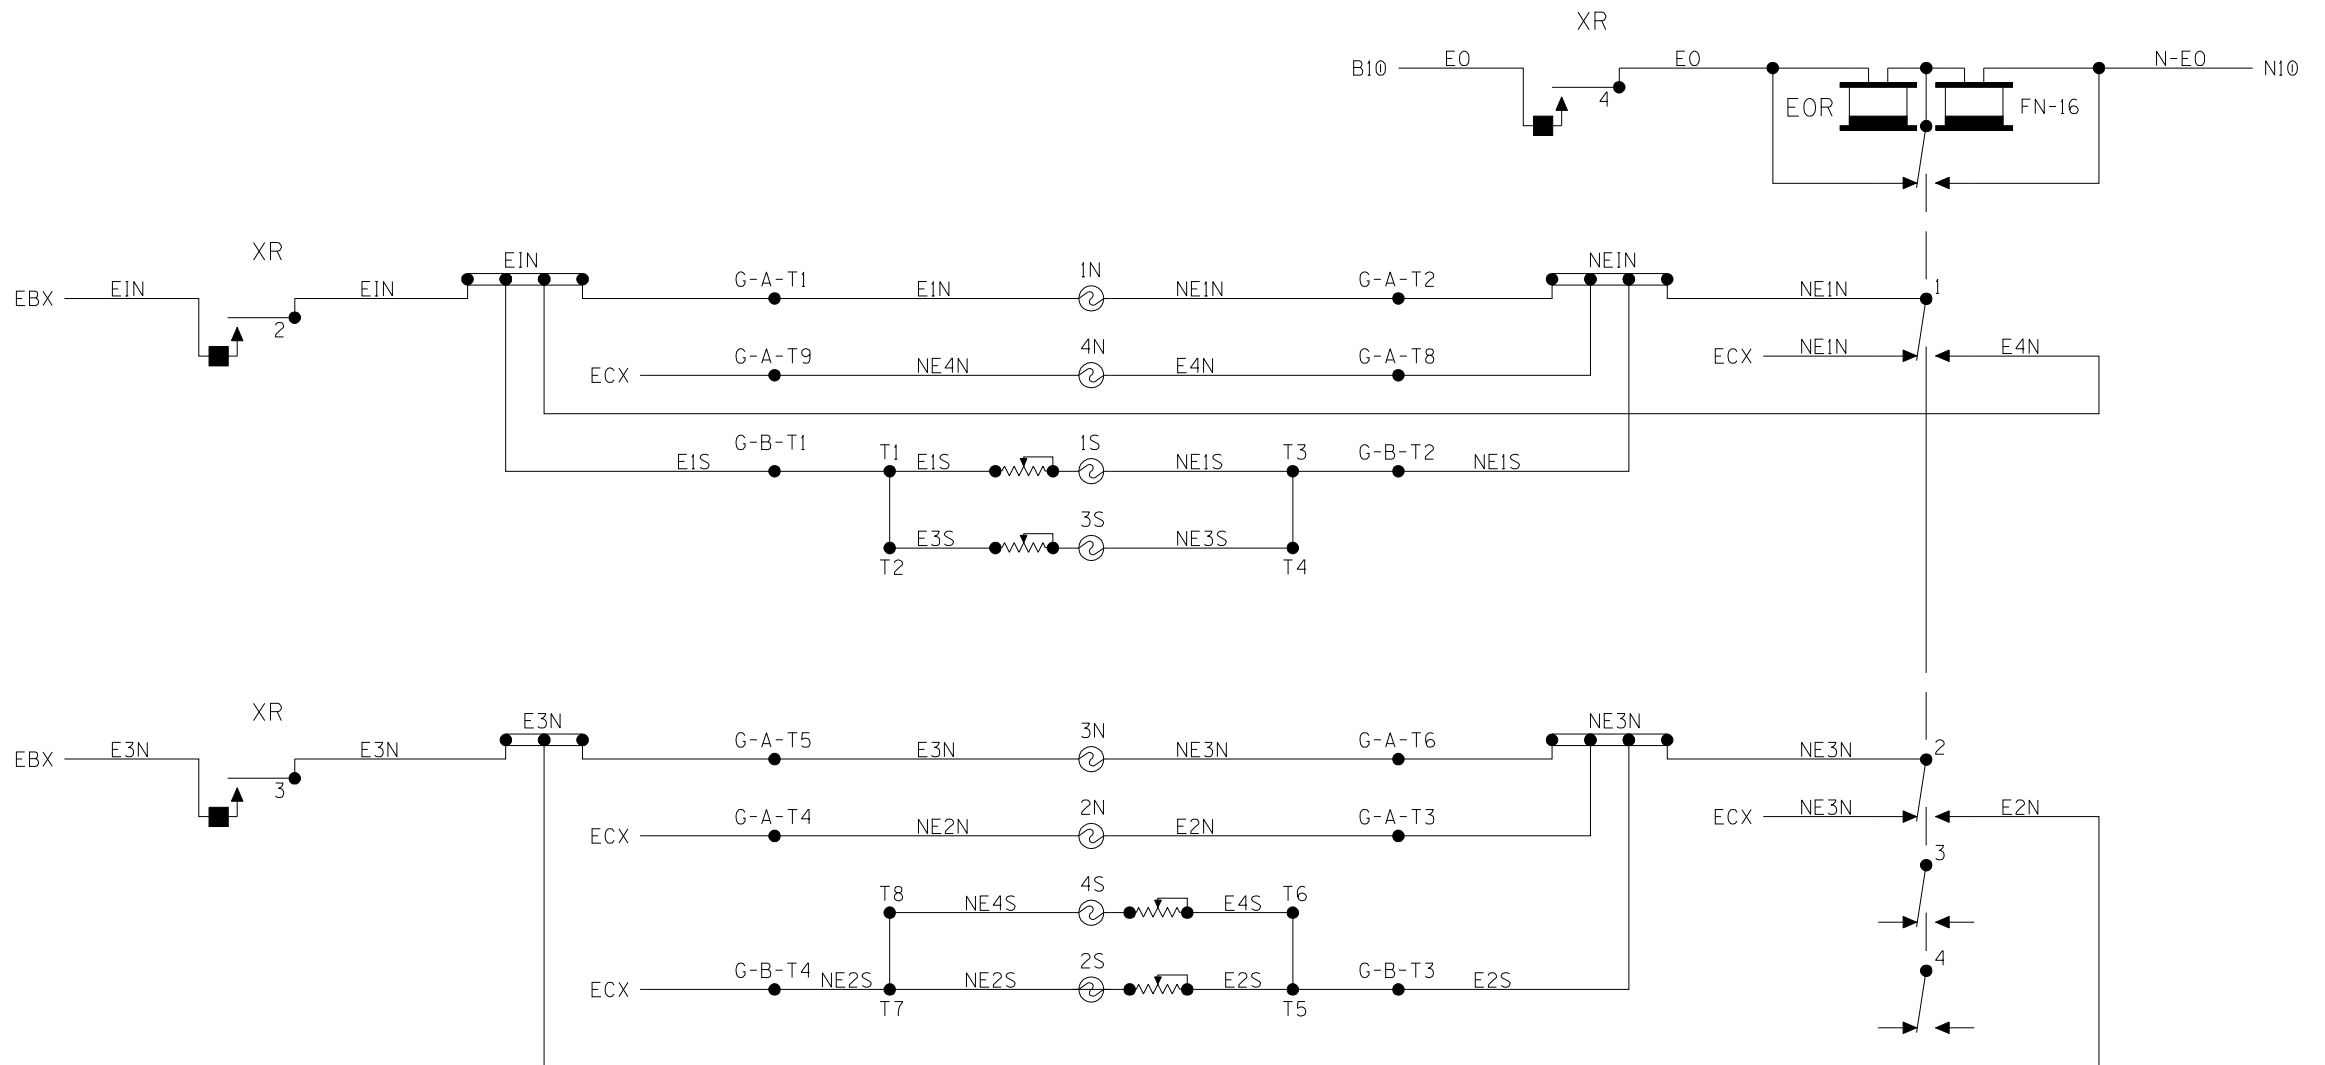 XR
B10 EO 4 EO N-EO N10
EOR FN-16
XR EIN NEIN
EBX EIN 2 EIN G-A-T1 E1N 1N NE1N G-A-T2 NE1N 1
ECX G-A-T9 NE4N 4N E4N G-A-T8 ECX NE1N E4N
E1S G-B-T1 T1 E1S 1S NE1S T3 G-B-T2 NE1S
T2 E3S 3S NE3S T4
XR E3N NE3N
EBX E3N 3 E3N G-A-T5 E3N 3N NE3N G-A-T6 NE3N 2
ECX G-A-T4 NE2N 2N E2N G-A-T3 ECX NE3N E2N
3
T8 NE4S 4S E4S T6
4
ECX G-B-T4 NE2S T7 NE2S 2S E2S T5 G-B-T3 E2S